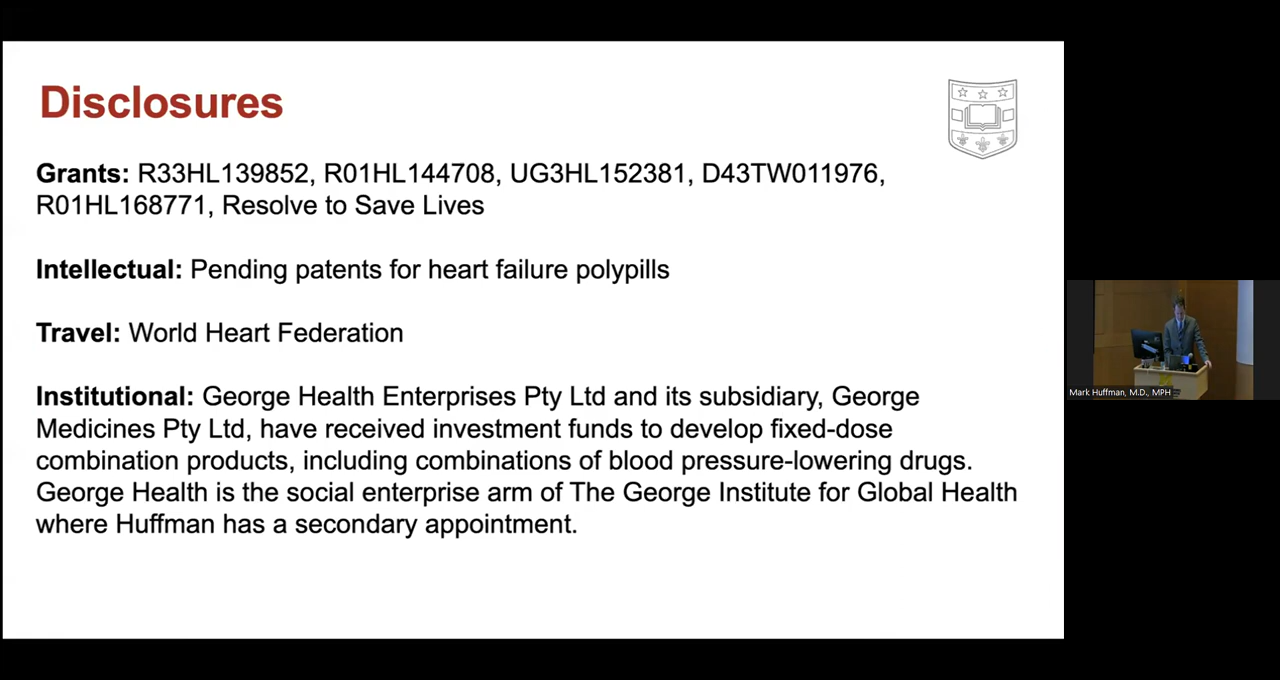 Disclosures
Grants: R33HL139852, R01HL144708, UG3HL152381, D43TW011976,
R01HL168771, Resolve to Save Lives
Intellectual: Pending patents for heart failure polypills
Travel: World Heart Federation
Institutional: George Health Enterprises Pty Ltd and its subsidiary, George
Medicines Pty Ltd, have received investment funds to develop fixed-dose
combination products, including combinations of blood pressure-lowering drugs.
George Health is the social enterprise arm of The George Institute for Global Health
where Huffman has a secondary appointment.
Mark Huffman, M.D., MPH